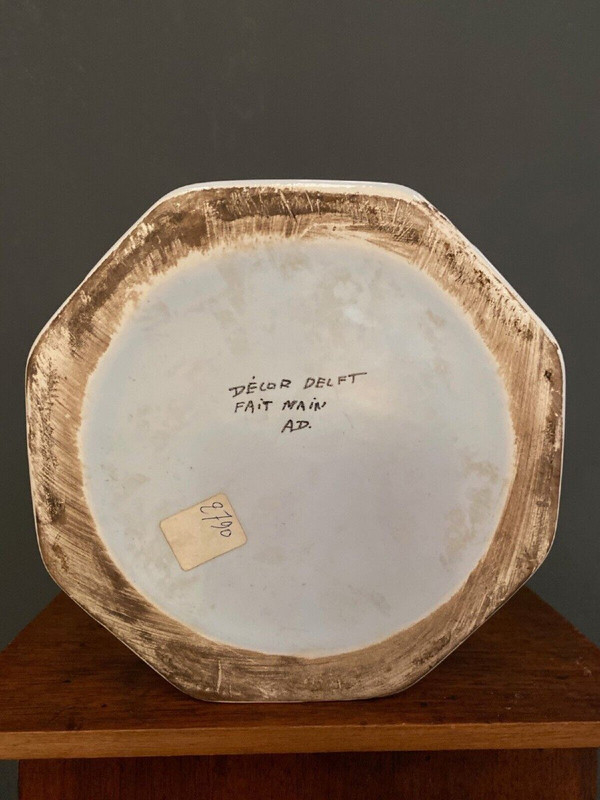 DÉCOR DELFT
FAIT MAIN
AD.
2790